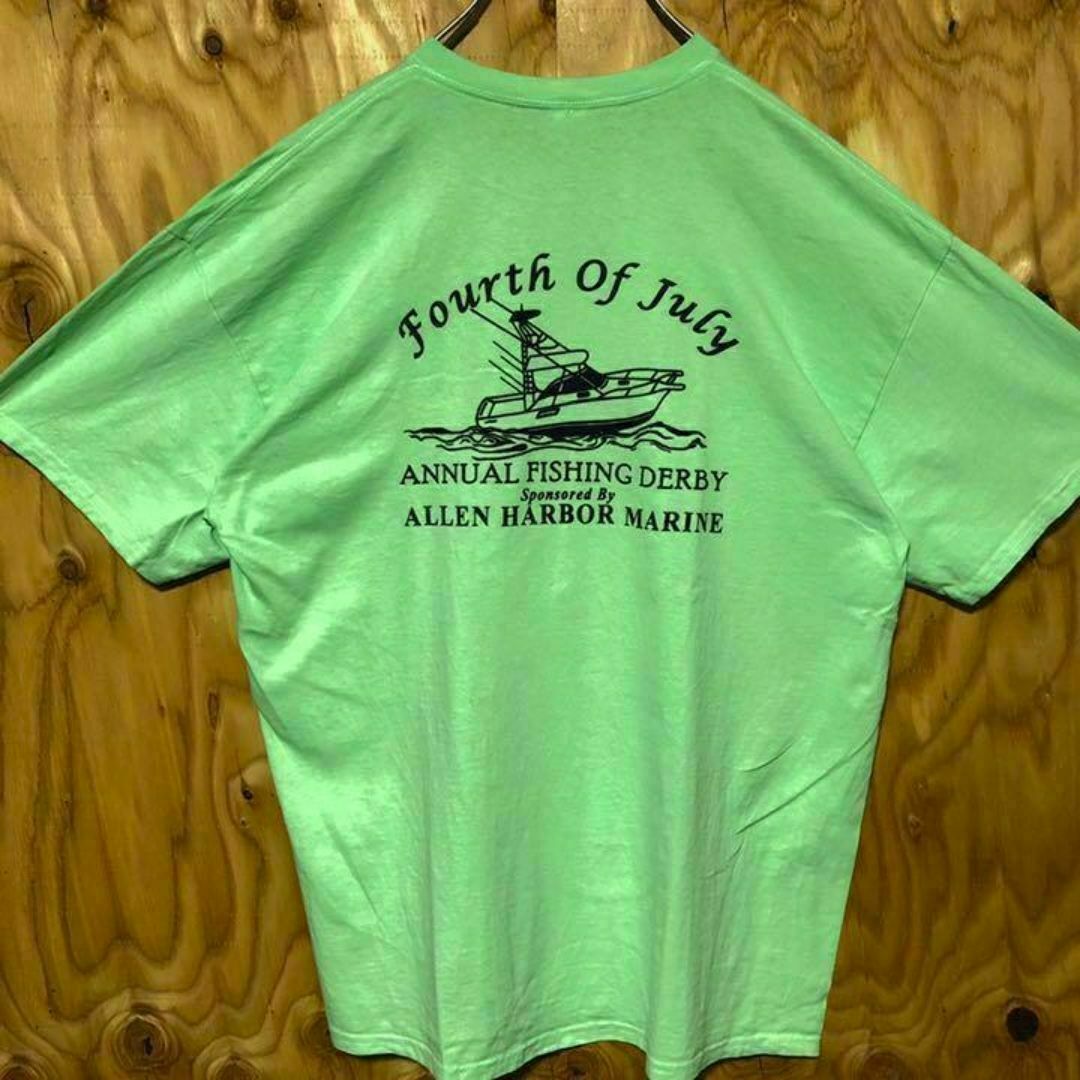 Fourth Of July
ANNUAL FISHING DERBY
Sponsored By
ALLEN HARBOR MARINE